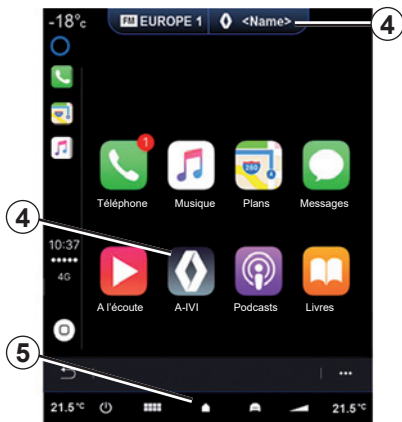 -18°c FM EUROPE 1 <Name> 4
1
Téléphone Musique Plans Messages
4
10:37
4G
A l'écoute A-IVI Podcasts Livres
5
21.5°C 21.5°C
280